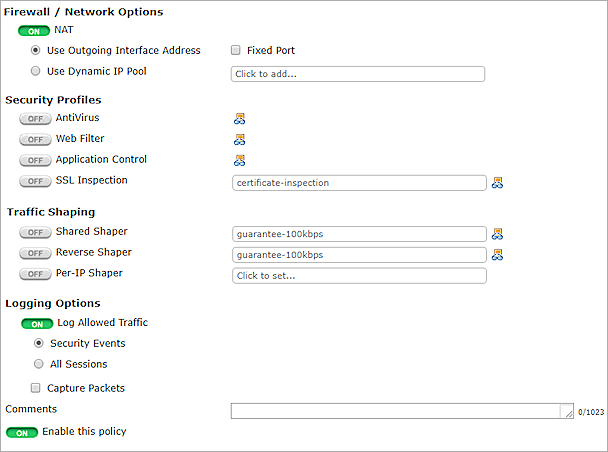 Firewall / Network Options
ON NAT
Use Outgoing Interface Address Fixed Port
Use Dynamic IP Pool Click to add...
Security Profiles
OFF AntiVirus
OFF Web Filter
OFF Application Control
OFF SSL Inspection certificate-inspection
Traffic Shaping
OFF Shared Shaper guarantee-100kbps
OFF Reverse Shaper guarantee-100kbps
OFF Per-IP Shaper Click to set...
Logging Options
ON Log Allowed Traffic
Security Events
All Sessions
Capture Packets
Comments 0/1023
ON Enable this policy